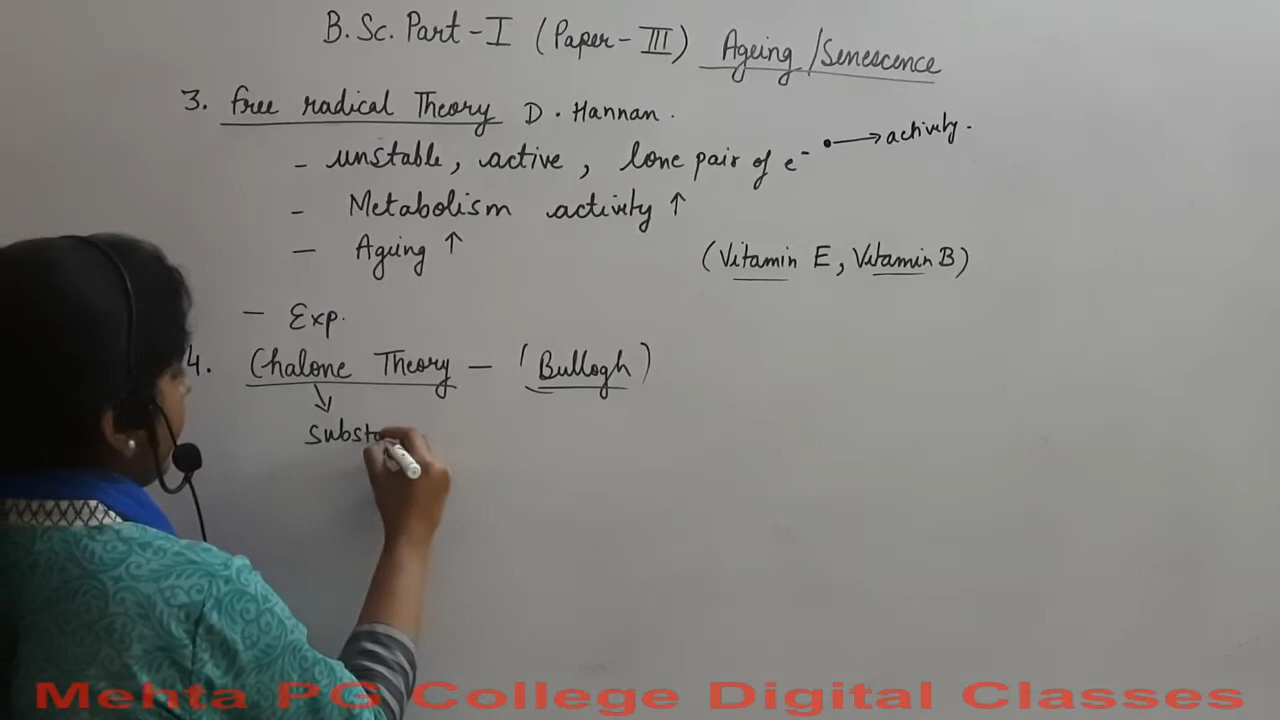 B.Sc. Part-I (Paper-III) Ageing/Senescence
3. free radical Theory D. Hannan.
- unstable, active, lone pair of e⁻ •→ activity.
- Metabolism activity ↑
- Ageing ↑ (Vitamin E, Vitamin B)
- Exp.
4. Chalone Theory - (Bullogh)
↘
Substa
Mehta PG College Digital Classes